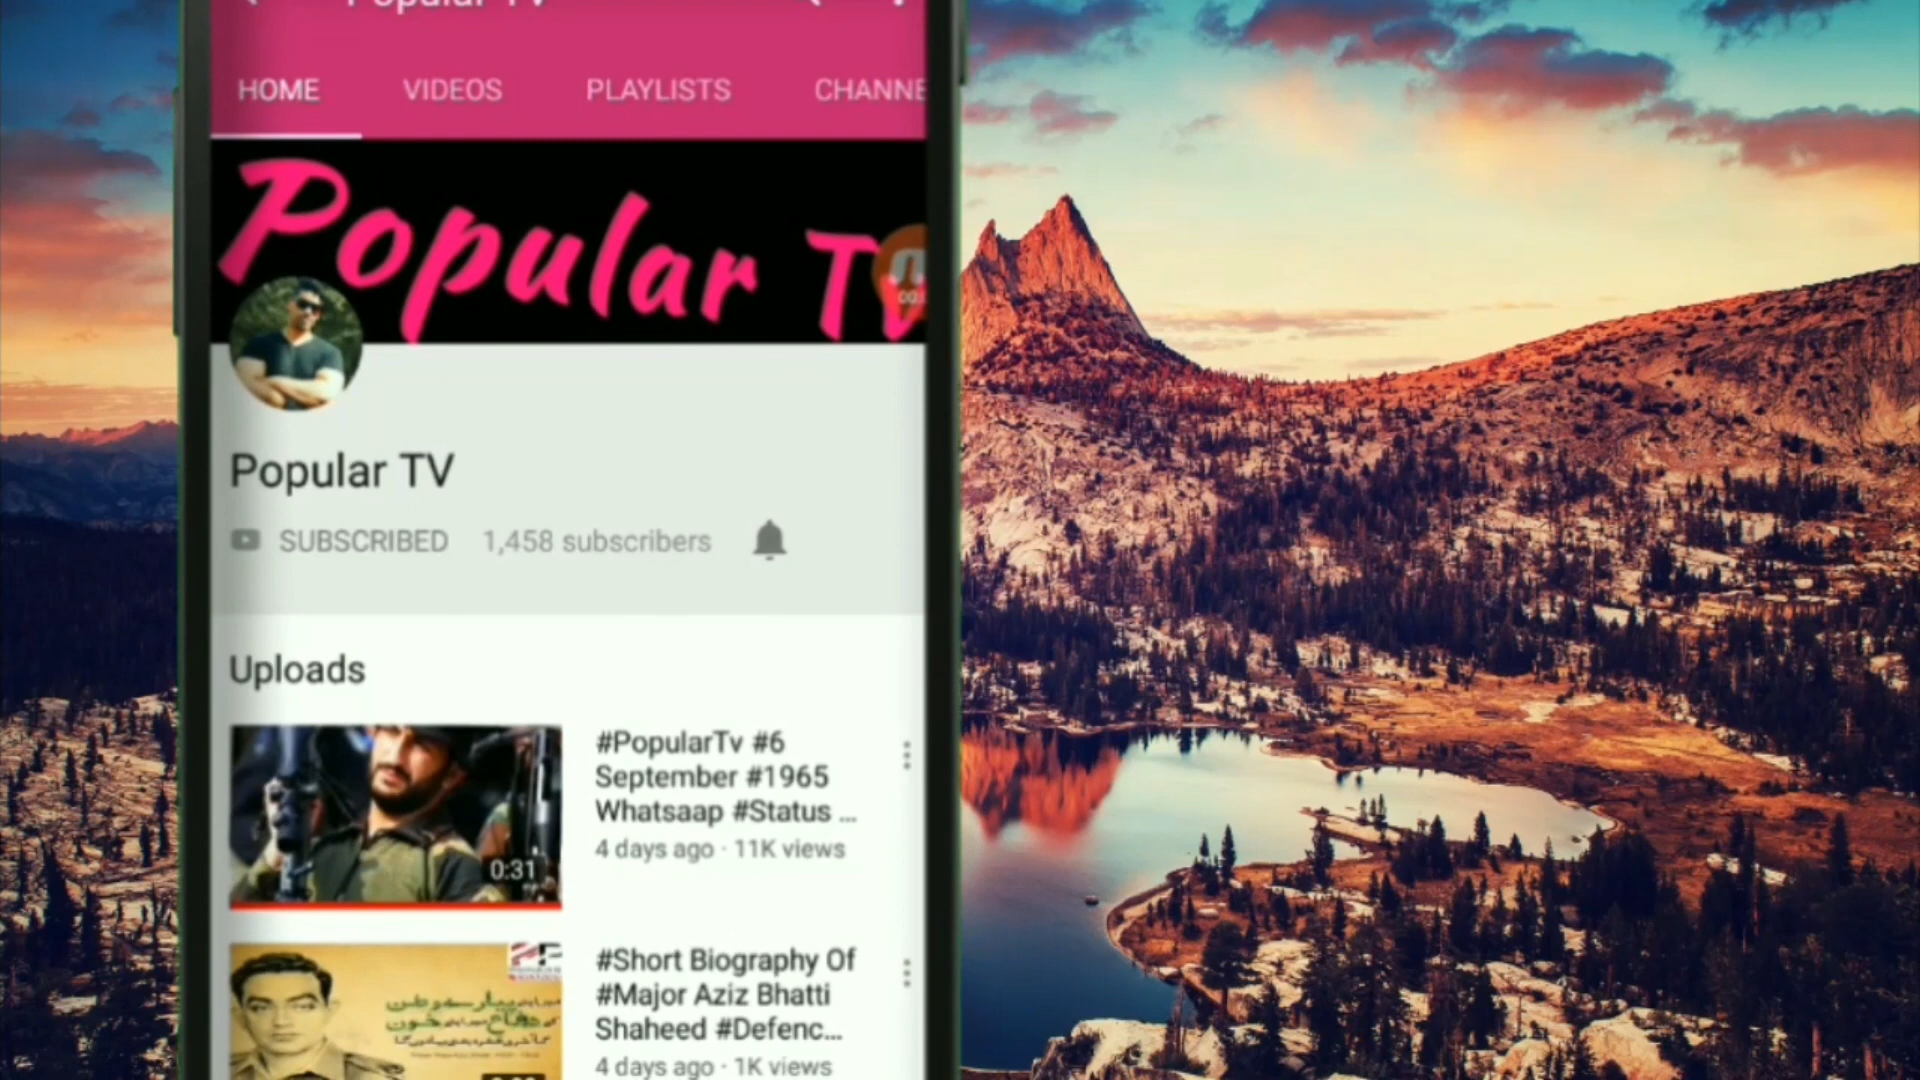 Popular TV
HOME VIDEOS PLAYLISTS CHANNE
Popular TV
Popular TV
SUBSCRIBED 1,458 subscribers
Uploads
#PopularTv #6
September #1965
Whatsaap #Status ...
4 days ago · 11K views
0:31
#Short Biography Of
#Major Aziz Bhatti
Shaheed #Defenc...
4 days ago · 1K views